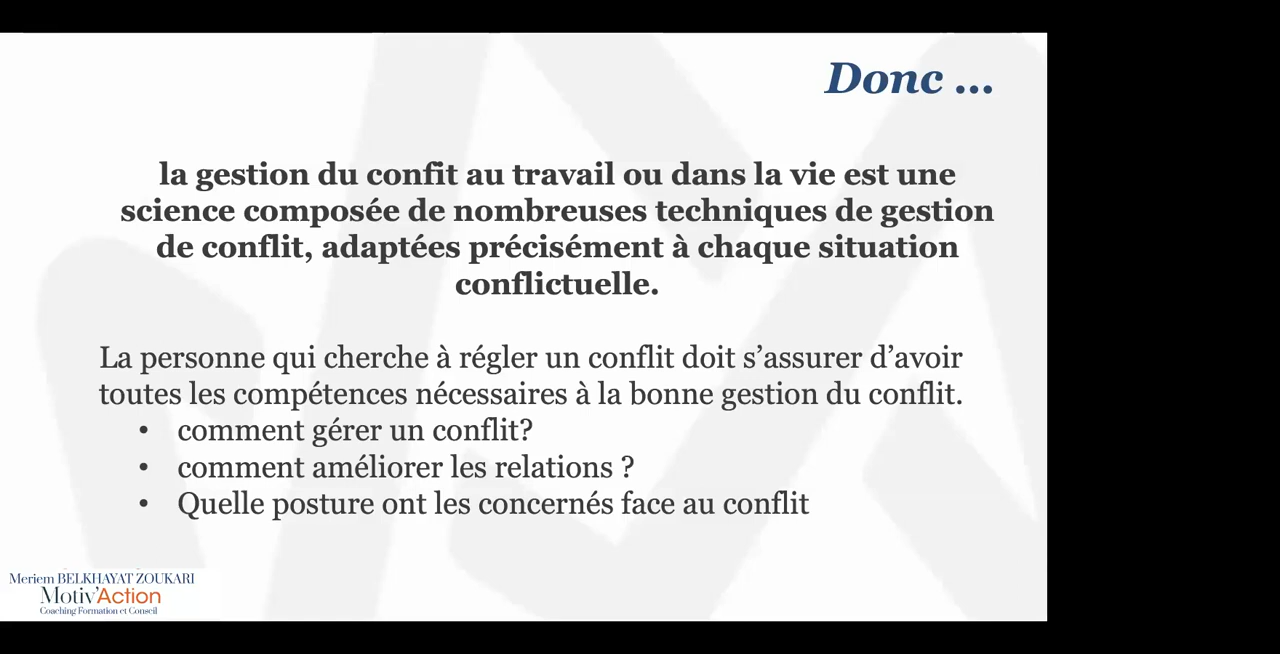 Donc ...
la gestion du confit au travail ou dans la vie est une
science composée de nombreuses techniques de gestion
de conflit, adaptées précisément à chaque situation
conflictuelle.
La personne qui cherche à régler un conflit doit s’assurer d’avoir
toutes les compétences nécessaires à la bonne gestion du conflit.
• comment gérer un conflit?
• comment améliorer les relations ?
• Quelle posture ont les concernés face au conflit
Meriem BELKHAYAT ZOUKARI
Motiv'Action
Coaching Formation et Conseil